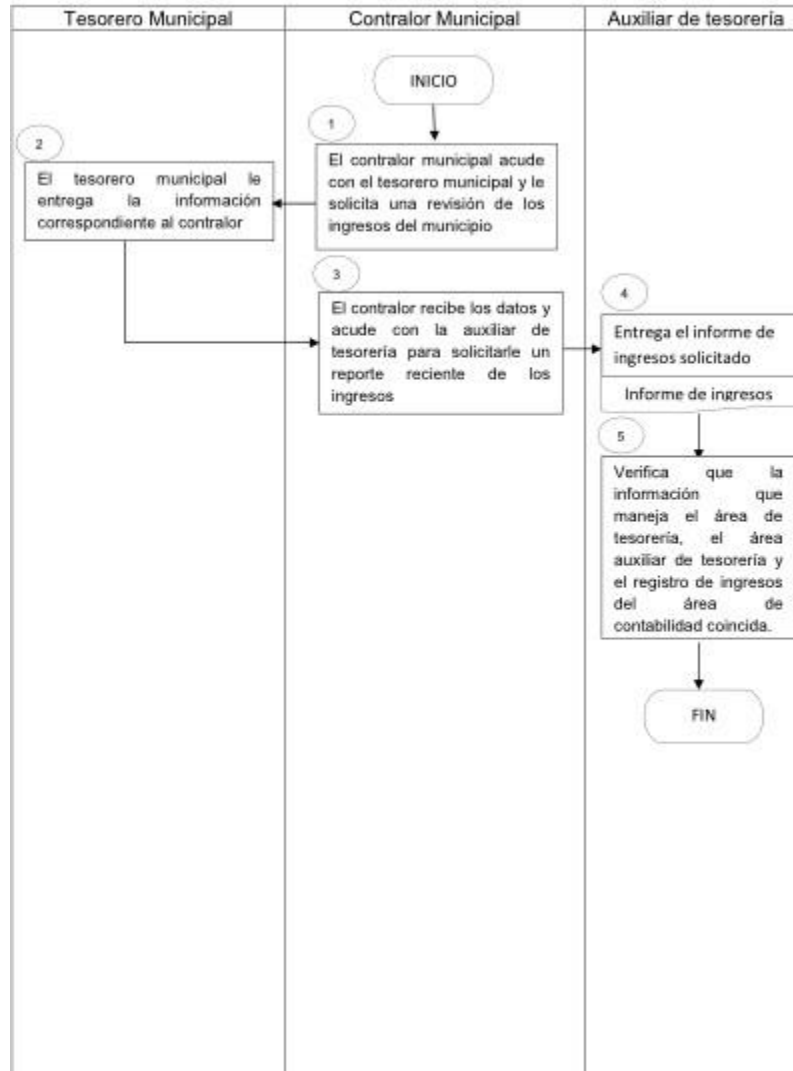 Tesorero Municipal
Contralor Municipal
Auxiliar de tesorería
INICIO
1
El contralor municipal acude
con el tesorero municipal y le
solicita una revisión de los
ingresos del municipio
2
El tesorero municipal le
entrega la información
correspondiente al contralor
3
El contralor recibe los datos y
acude con la auxiliar de
tesorería para solicitarle un
reporte reciente de los
ingresos
4
Entrega el informe de
ingresos solicitado
Informe de ingresos
5
Verifica que la
información que
maneja el área de
tesorería, el área
auxiliar de tesorería y
el registro de ingresos
del área de
contabilidad coincida.
FIN